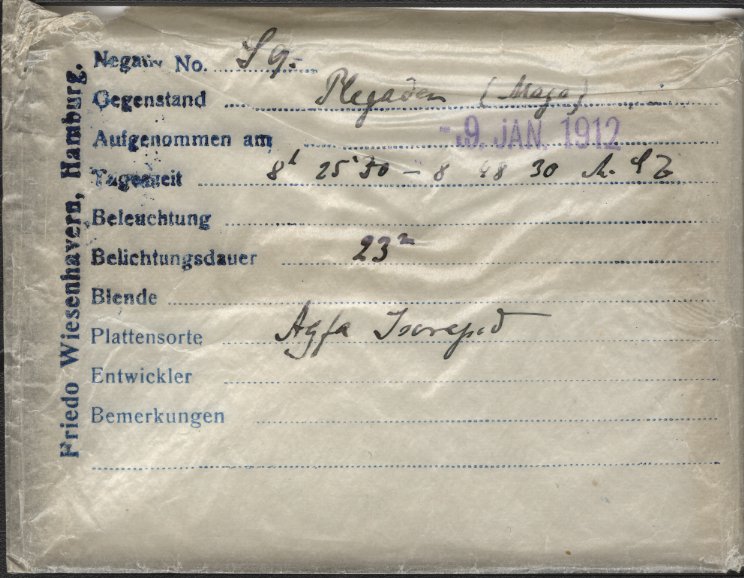 Friedo Wiesenhavern, Hamburg.
Negativ No. S 9.
Gegenstand Plejaden (Maja)
Aufgenommen am -9. JAN. 1912
Tageszeit 8h 25 30 – 8 48 30 M. S Z
Beleuchtung
Belichtungsdauer 23m
Blende
Plattensorte Agfa Isorapid
Entwickler
Bemerkungen